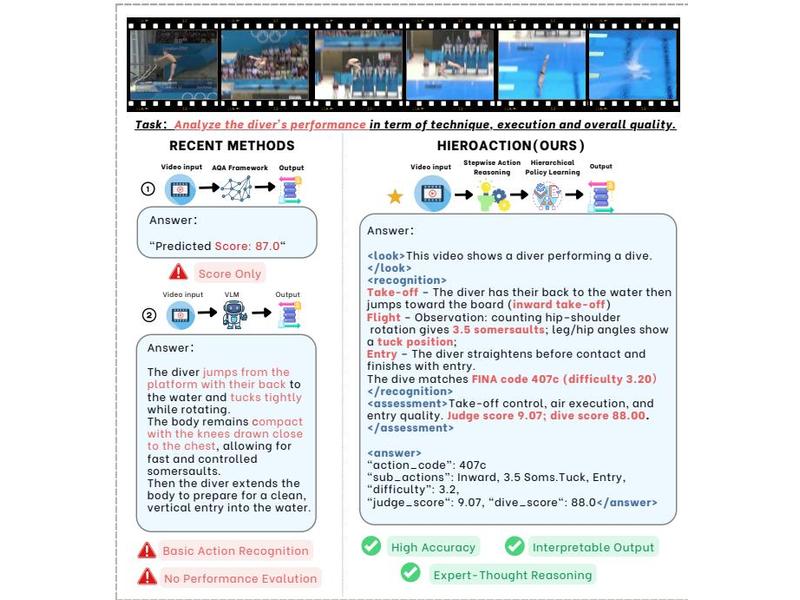 Task: Analyze the diver's performance in term of technique, execution and overall quality.
RECENT METHODS
Video input AQA Framework Output
1
Answer:
"Predicted Score: 87.0"
Score Only
Video input VLM Output
2
Answer:
The diver jumps from the
platform with their back to
the water and tucks tightly
while rotating.
The body remains compact
with the knees drawn close
to the chest, allowing for
fast and controlled
somersaults.
Then the diver extends the
body to prepare for a clean,
vertical entry into the water.
Basic Action Recognition
No Performance Evalution
HIEROACTION(OURS)
Video input Stepwise Action Reasoning Hierarchical Policy Learning Output
Answer:
<look>This video shows a diver performing a dive.
</look>
<recognition>
Take-off – The diver has their back to the water then
jumps toward the board (inward take-off)
Flight – Observation: counting hip-shoulder
rotation gives 3.5 somersaults; leg/hip angles show
a tuck position;
Entry – The diver straightens before contact and
finishes with entry.
The dive matches FINA code 407c (difficulty 3.20)
</recognition>
<assessment>Take-off control, air execution, and
entry quality. Judge score 9.07; dive score 88.00.
</assessment>
<answer>
"action_code": 407c
"sub_actions": Inward, 3.5 Soms.Tuck, Entry,
"difficulty": 3.2,
"judge_score": 9.07, "dive_score": 88.0</answer>
High Accuracy
Interpretable Output
Expert-Thought Reasoning